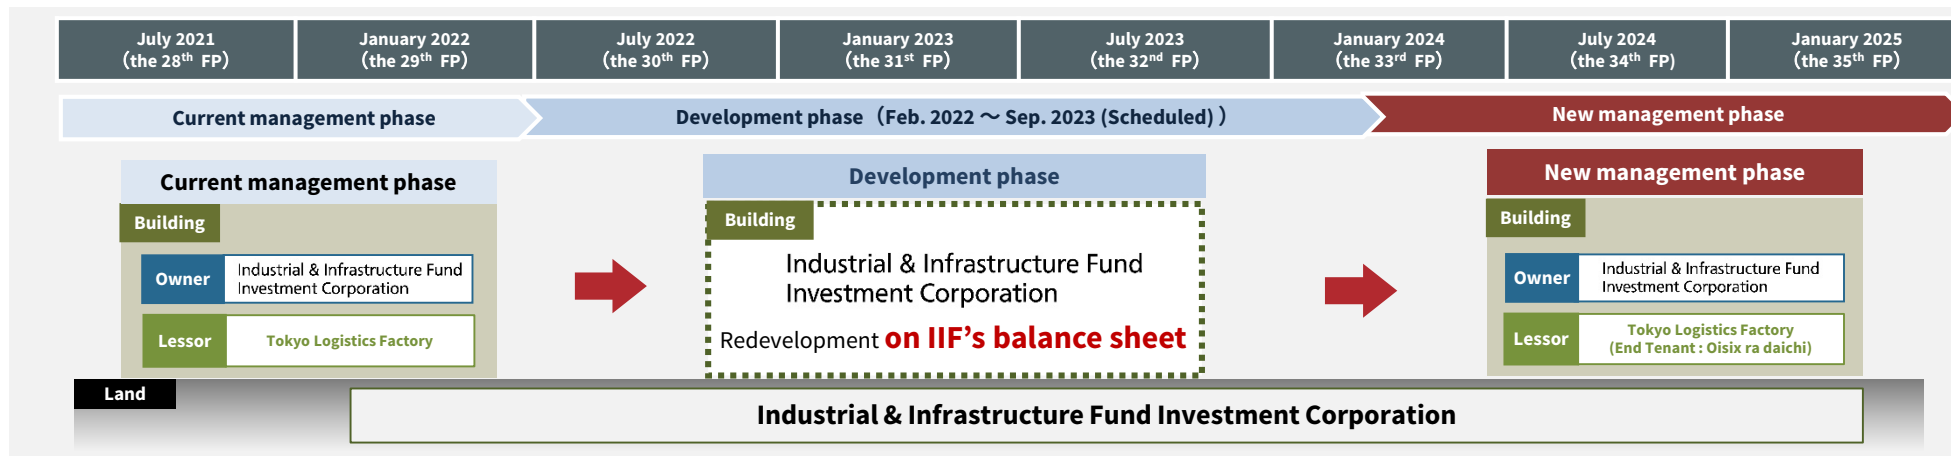 July 2021
（the 28th FP）
January 2022
（the 29th FP）
July 2022
（the 30th FP）
January 2023
（the 31st FP）
July 2023
（the 32nd FP）
January 2024
（the 33rd FP）
July 2024
（the 34th FP)
January 2025
（the 35th FP）
Current management phase
Development phase（Feb. 2022 ～ Sep. 2023 (Scheduled) ）
New management phase
Current management phase
Building
Owner
Industrial & Infrastructure Fund
Investment Corporation
Lessor
Tokyo Logistics Factory
Development phase
Building
Industrial & Infrastructure Fund
Investment Corporation
Redevelopment on IIF’s balance sheet
New management phase
Building
Owner
Industrial & Infrastructure Fund
Investment Corporation
Lessor
Tokyo Logistics Factory
(End Tenant : Oisix ra daichi)
Land
Industrial & Infrastructure Fund Investment Corporation